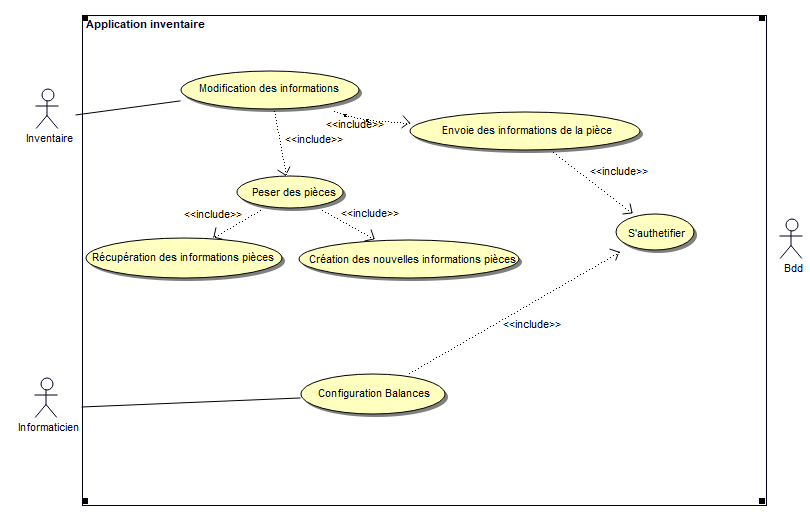 Application inventaire
Modification des informations
<<include>>
Envoie des informations de la pièce
Inventaire
<<include>>
<<include>>
Peser des pièces
<<include>>
<<include>>
S'authetifier
Récupération des informations pièces
Création des nouvelles informations pièces
Bdd
<<include>>
Configuration Balances
Informaticien